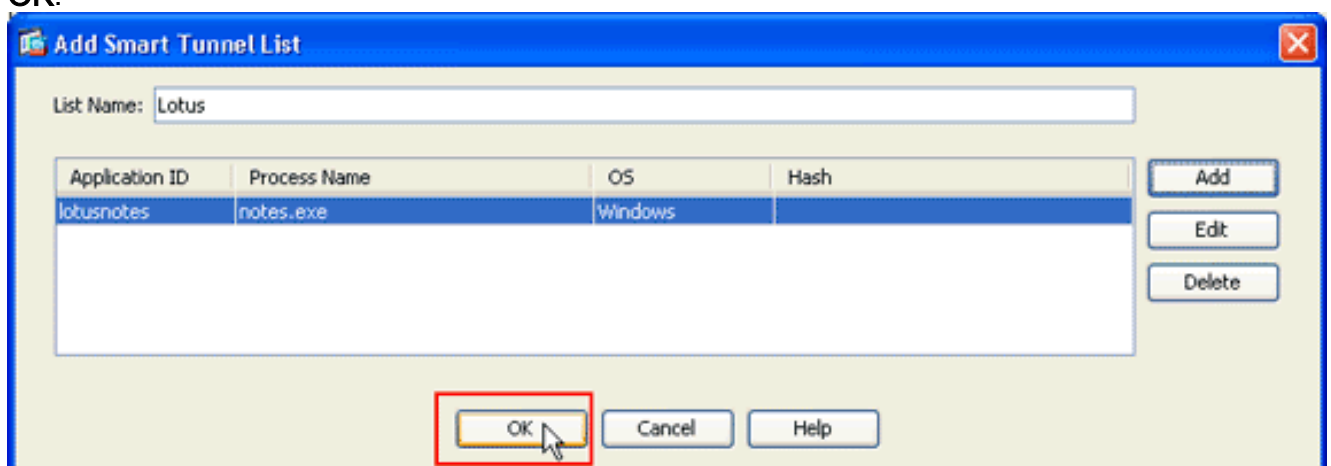 OK.
Add Smart Tunnel List
List Name: Lotus
Application ID Process Name OS Hash
lotusnotes notes.exe Windows
Add
Edit
Delete
OK Cancel Help